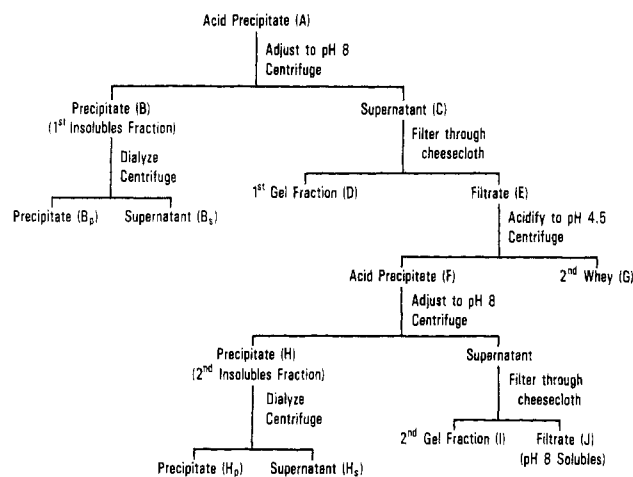 Acid Precipitate (A)
Adjust to pH 8
Centrifuge
Precipitate (B)
(1st Insolubles Fraction)
Supernatant (C)
Dialyze
Centrifuge
Filter through
cheesecloth
Precipitate (Bp)
Supernatant (Bs)
1st Gel Fraction (D)
Filtrate (E)
Acidify to pH 4.5
Centrifuge
Acid Precipitate (F)
2nd Whey (G)
Adjust to pH 8
Centrifuge
Precipitate (H)
(2nd Insolubles Fraction)
Supernatant
Dialyze
Centrifuge
Filter through
cheesecloth
Precipitate (Hp)
Supernatant (Hs)
2nd Gel Fraction (I)
Filtrate (J)
(pH 8 Solubles)